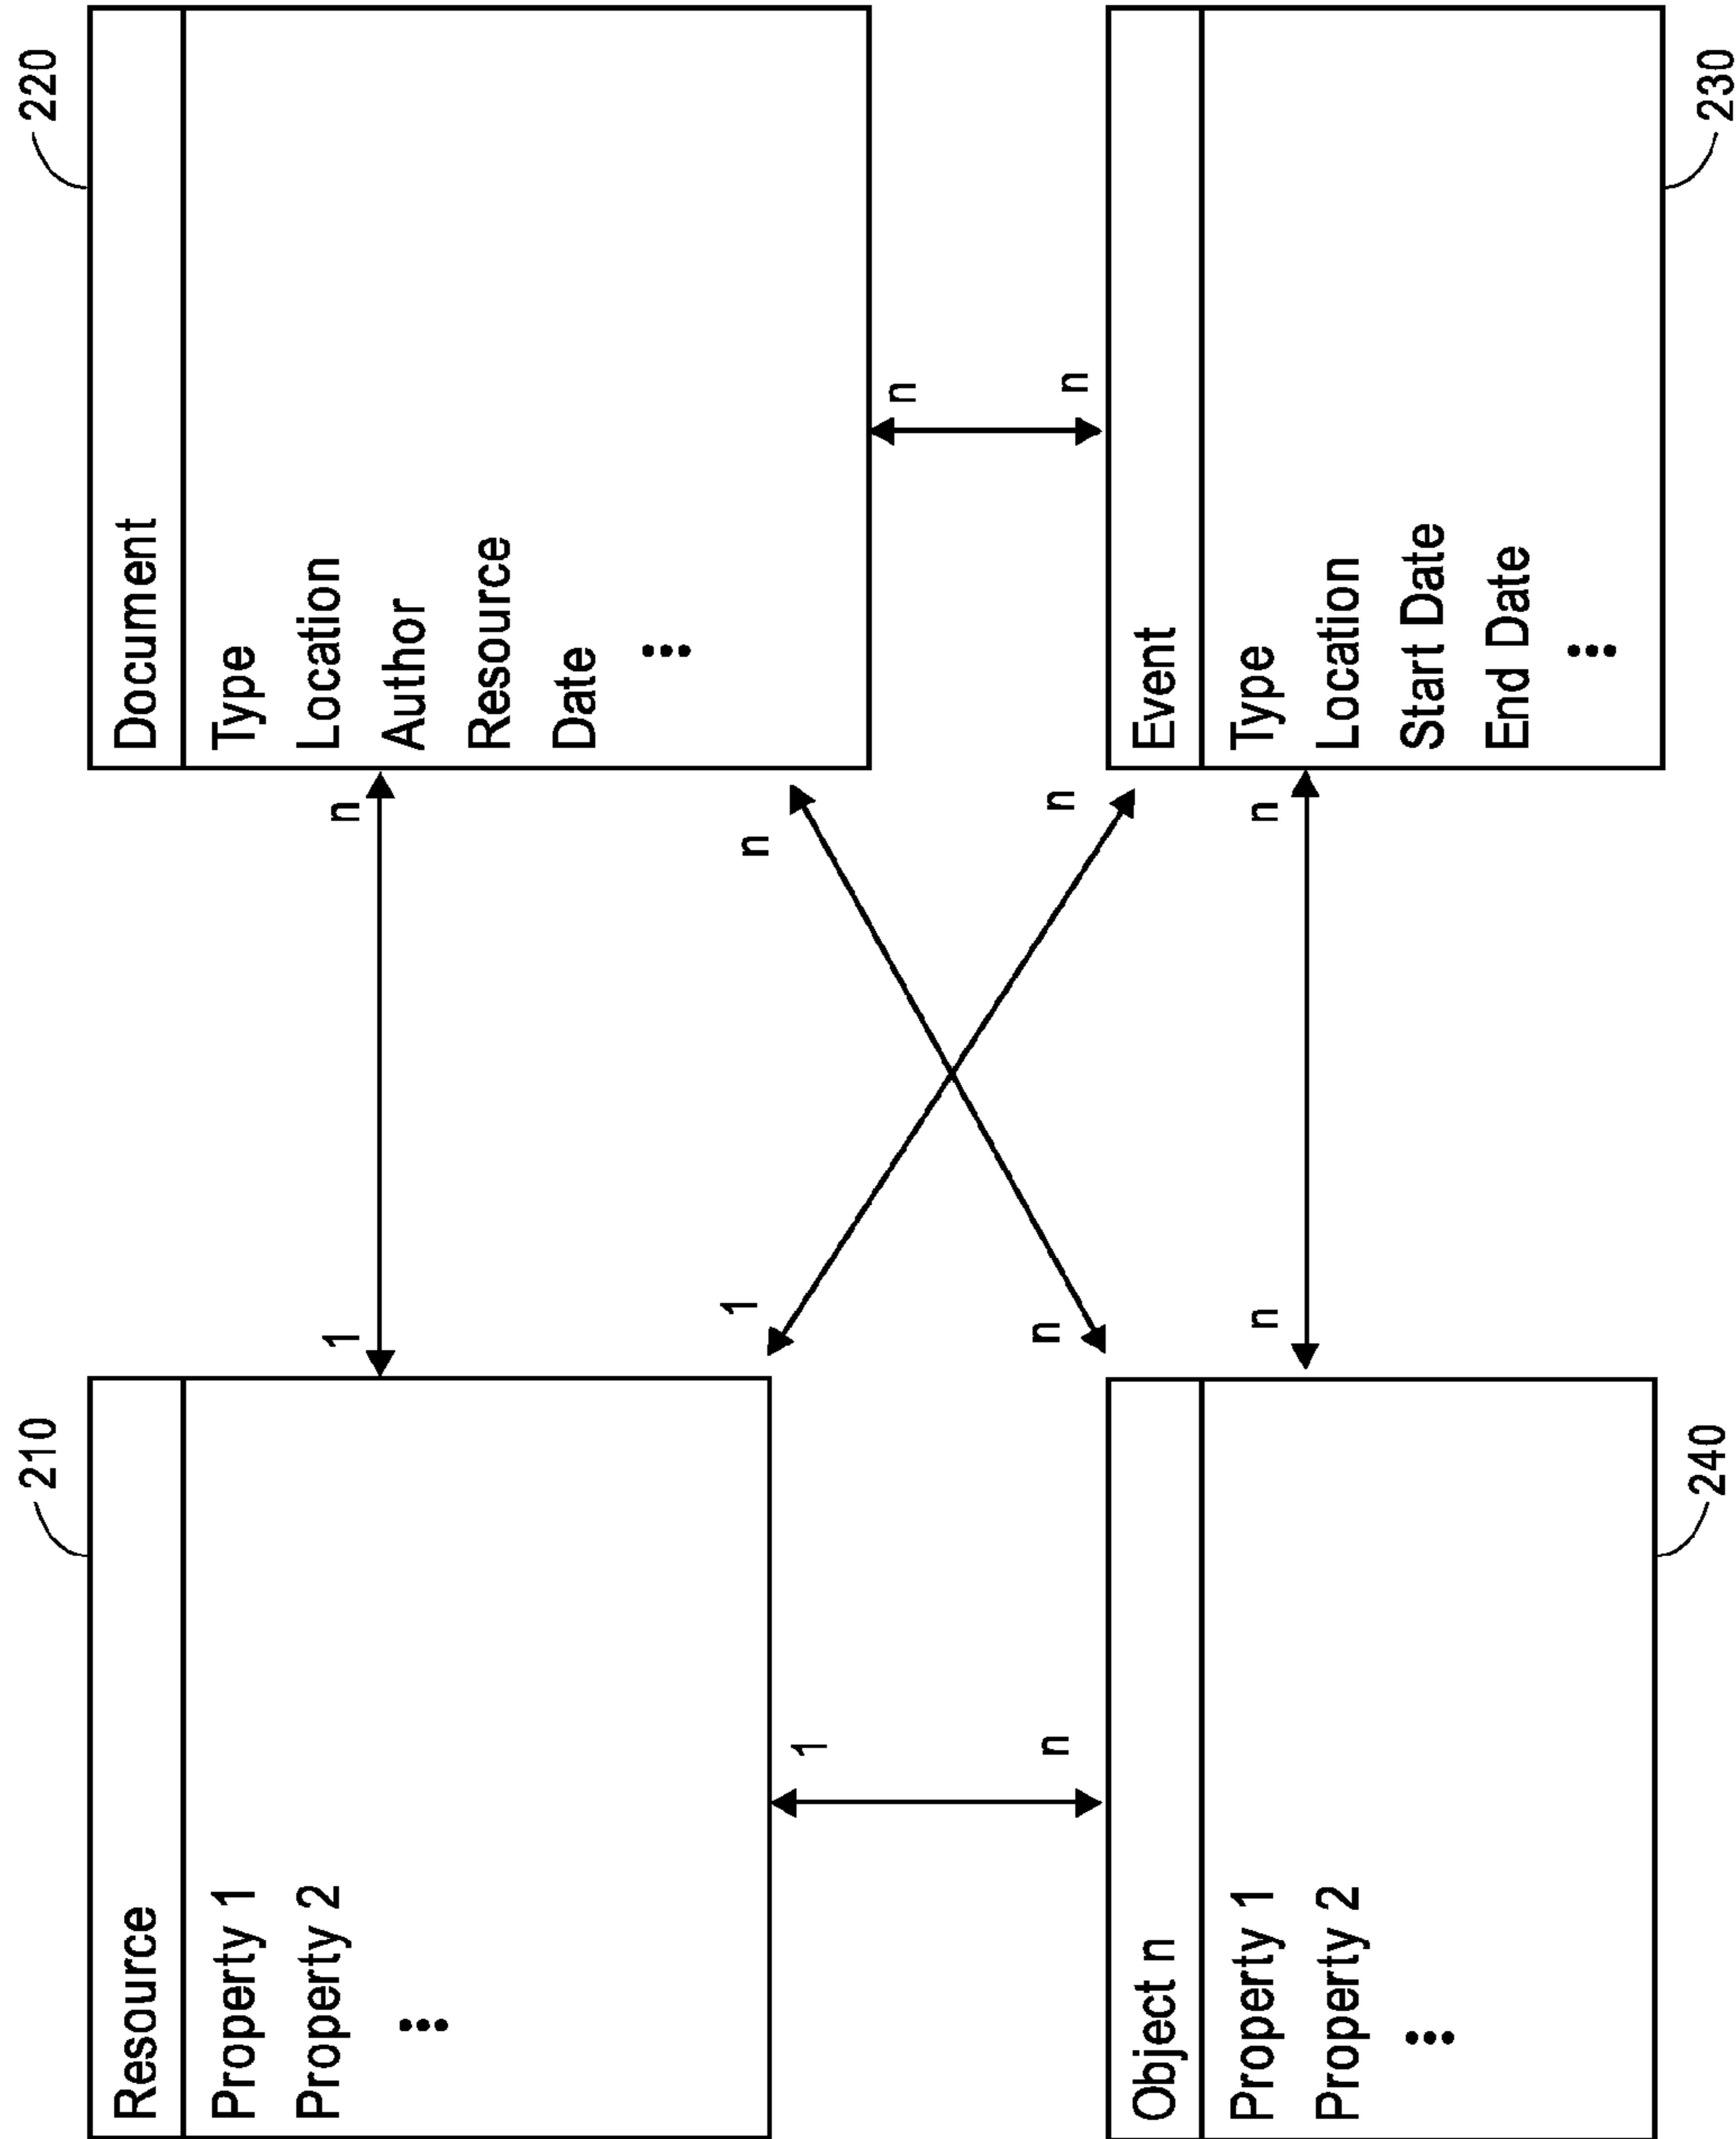 210
Resource
Property 1
Property 2
...
220
Document
Type
Location
Author
Resource
Date
...
1
n
1
n
n
n
1
n
n
n
n
n
Object n
Property 1
Property 2
...
240
Event
Type
Location
Start Date
End Date
...
230